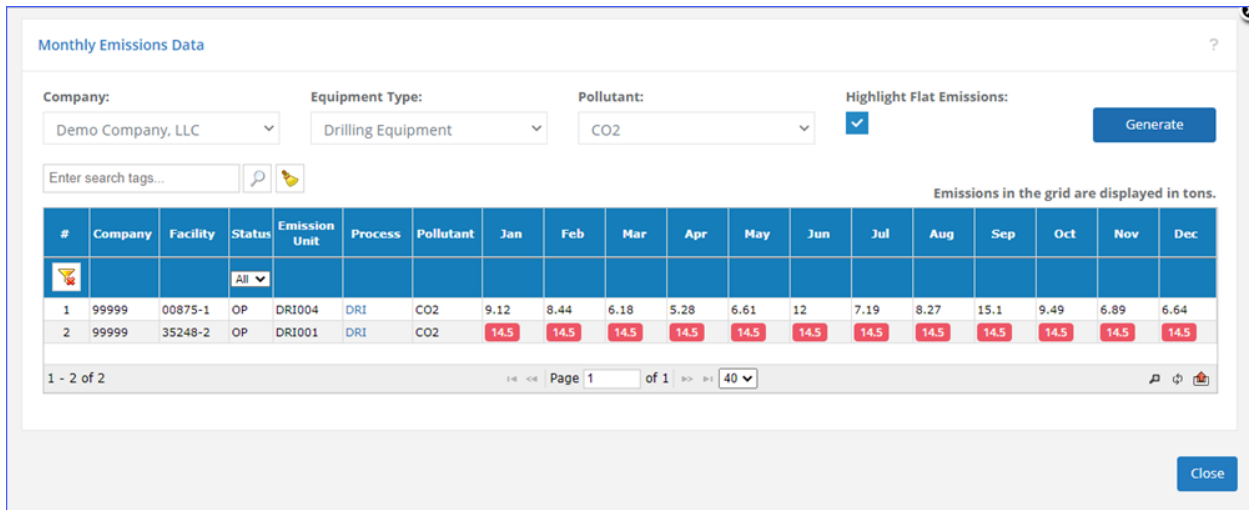 Monthly Emissions Data
?
Company: Equipment Type: Pollutant: Highlight Flat Emissions:
Demo Company, LLC Drilling Equipment CO2 Generate
Enter search tags...
Emissions in the grid are displayed in tons.
# Company Facility Status Emission Unit Process Pollutant Jan Feb Mar Apr May Jun Jul Aug Sep Oct Nov Dec
All
1 99999 00875-1 OP DRI004 DRI CO2 9.12 8.44 6.18 5.28 6.61 12 7.19 8.27 15.1 9.49 6.89 6.64
2 99999 35248-2 OP DRI001 DRI CO2 14.5 14.5 14.5 14.5 14.5 14.5 14.5 14.5 14.5 14.5 14.5 14.5
1 - 2 of 2 Page 1 of 1 40
Close